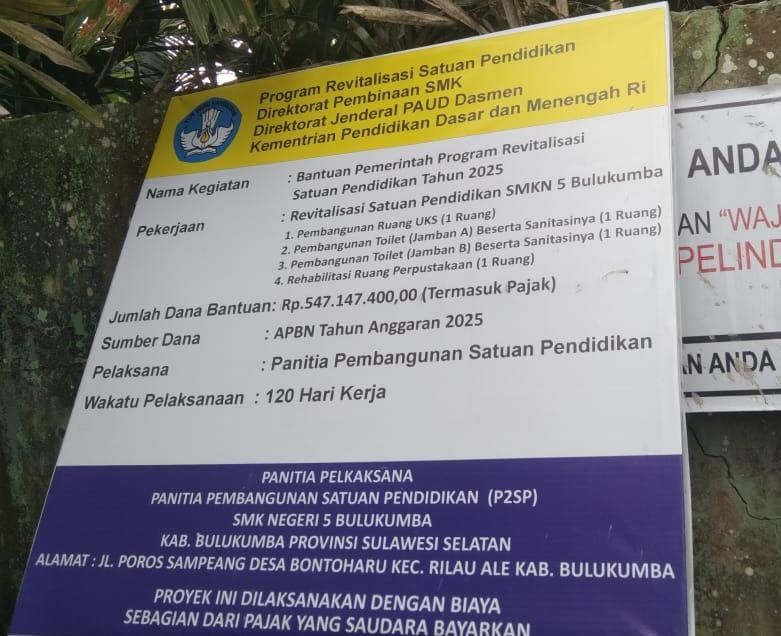 Program Revitalisasi Satuan Pendidikan
Direktorat Pembinaan SMK
Direktorat Jenderal PAUD Dasmen
Kementrian Pendidikan Dasar dan Menengah Ri
Nama Kegiatan : Bantuan Pemerintah Program Revitalisasi
Satuan Pendidikan Tahun 2025
Pekerjaan : Revitalisasi Satuan Pendidikan SMKN 5 Bulukumba
1. Pembangunan Ruang UKS (1 Ruang)
2. Pembangunan Toilet (Jamban A) Beserta Sanitasinya (1 Ruang)
3. Pembangunan Toilet (Jamban B) Beserta Sanitasinya (1 Ruang)
4. Rehabilitasi Ruang Perpustakaan (1 Ruang)
Jumlah Dana Bantuan: Rp.547.147.400,00 (Termasuk Pajak)
Sumber Dana : APBN Tahun Anggaran 2025
Pelaksana : Panitia Pembangunan Satuan Pendidikan
Wakatu Pelaksanaan : 120 Hari Kerja
PANITIA PELKAKSANA
PANITIA PEMBANGUNAN SATUAN PENDIDIKAN (P2SP)
SMK NEGERI 5 BULUKUMBA
KAB. BULUKUMBA PROVINSI SULAWESI SELATAN
ALAMAT : JL. POROS SAMPEANG DESA BONTOHARU KEC. RILAU ALE KAB. BULUKUMBA
PROYEK INI DILAKSANAKAN DENGAN BIAYA
SEBAGIAN DARI PAJAK YANG SAUDARA BAYARKAN
ANDA
AN "WAJ
PELIND
N ANDA